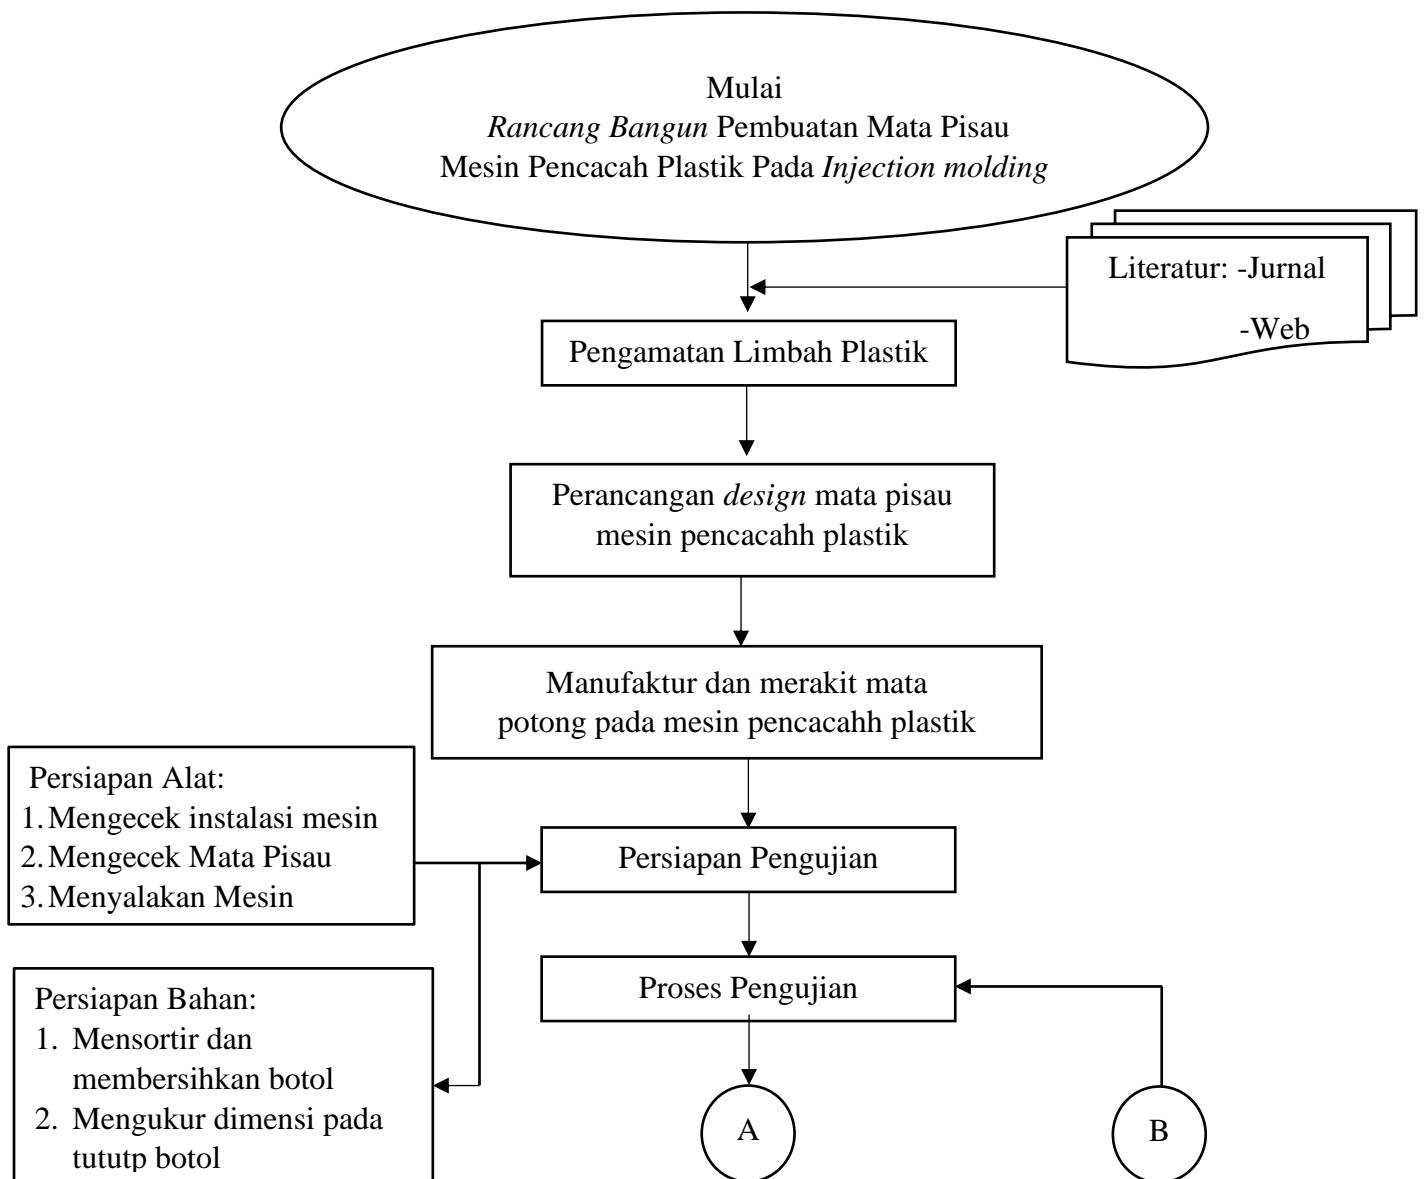 Mulai
Rancang Bangun Pembuatan Mata Pisau
Mesin Pencacah Plastik Pada Injection molding
Literatur: -Jurnal
-Web
Pengamatan Limbah Plastik
Perancangan design mata pisau
mesin pencacahh plastik
Manufaktur dan merakit mata
potong pada mesin pencacahh plastik
Persiapan Alat:
1. Mengecek instalasi mesin
2. Mengecek Mata Pisau
3. Menyalakan Mesin
Persiapan Pengujian
Proses Pengujian
Persiapan Bahan:
1. Mensortir dan
membersihkan botol
2. Mengukur dimensi pada
tututp botol
A
B